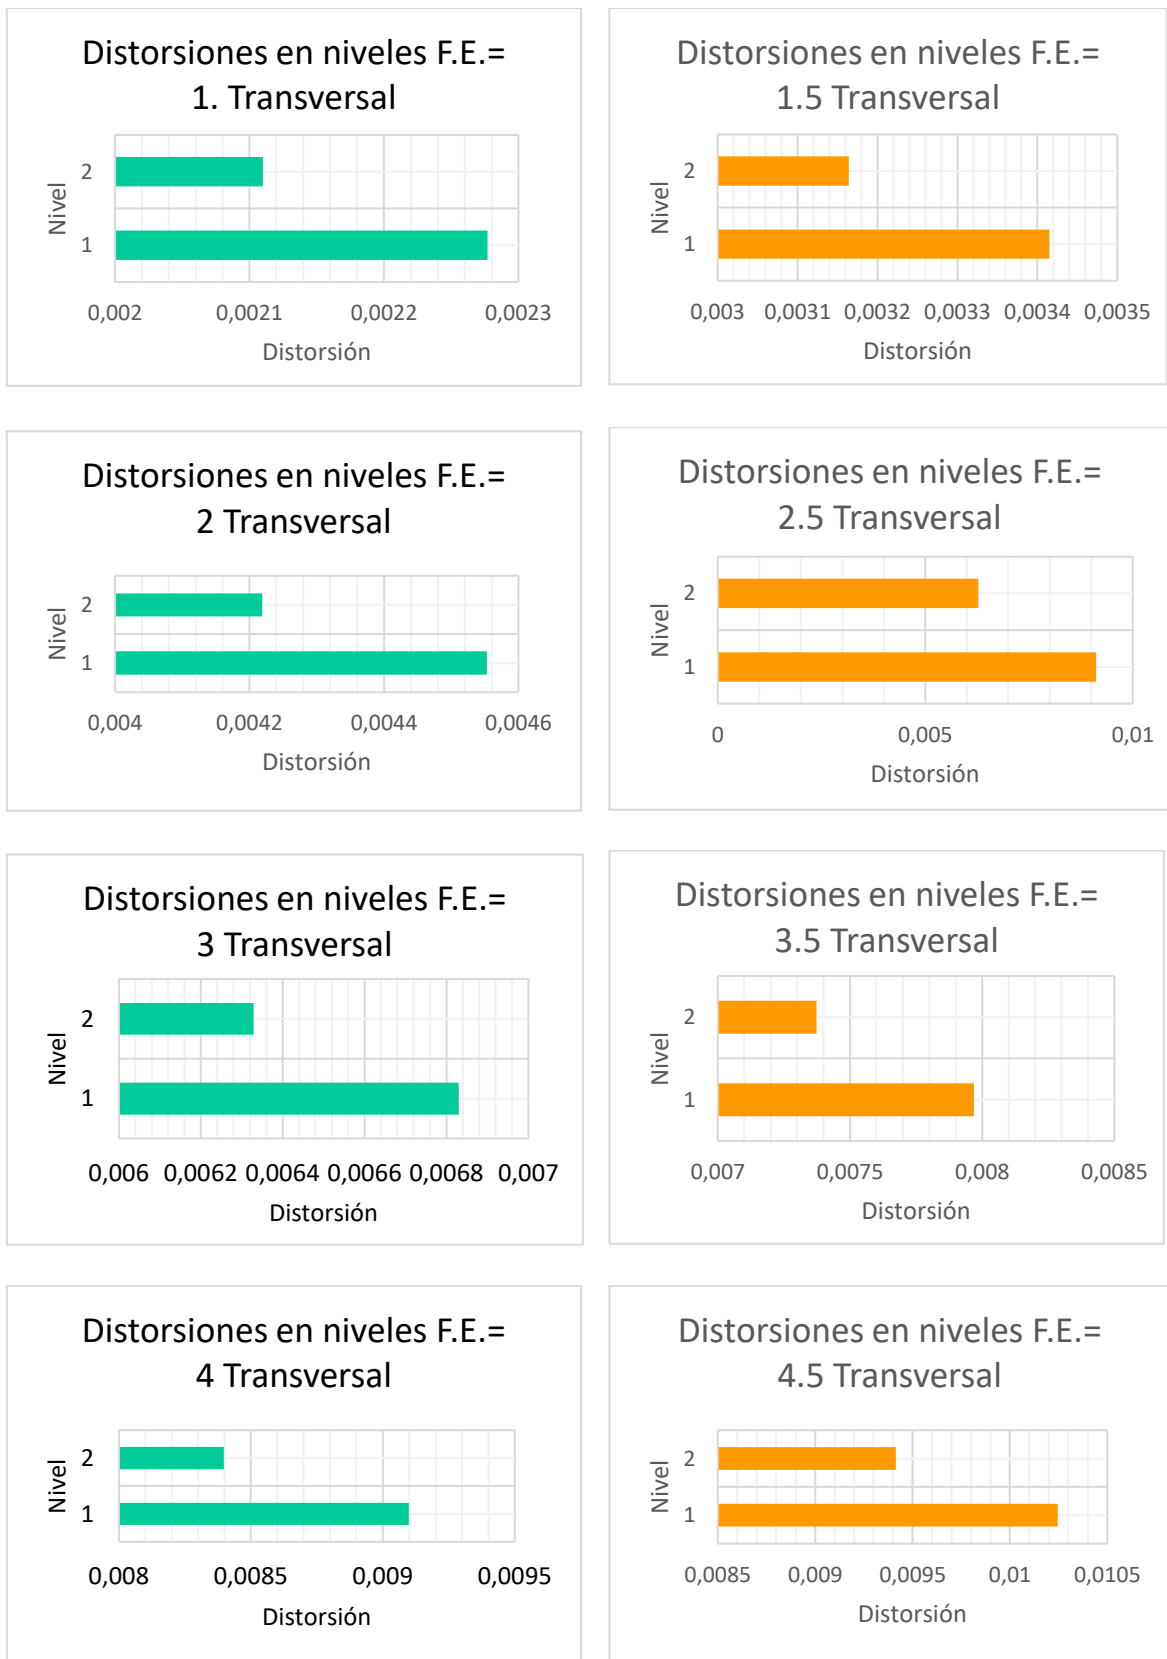 Distorsiones en niveles F.E.=
1. Transversal
Nivel
2
1
0,002 0,0021 0,0022 0,0023
Distorsión
Distorsiones en niveles F.E.=
1.5 Transversal
Nivel
2
1
0,003 0,0031 0,0032 0,0033 0,0034 0,0035
Distorsión
Distorsiones en niveles F.E.=
2 Transversal
Nivel
2
1
0,004 0,0042 0,0044 0,0046
Distorsión
Distorsiones en niveles F.E.=
2.5 Transversal
Nivel
2
1
0 0,005 0,01
Distorsión
Distorsiones en niveles F.E.=
3 Transversal
Nivel
2
1
0,006 0,0062 0,0064 0,0066 0,0068 0,007
Distorsión
Distorsiones en niveles F.E.=
3.5 Transversal
Nivel
2
1
0,007 0,0075 0,008 0,0085
Distorsión
Distorsiones en niveles F.E.=
4 Transversal
Nivel
2
1
0,008 0,0085 0,009 0,0095
Distorsión
Distorsiones en niveles F.E.=
4.5 Transversal
Nivel
2
1
0,0085 0,009 0,0095 0,01 0,0105
Distorsión